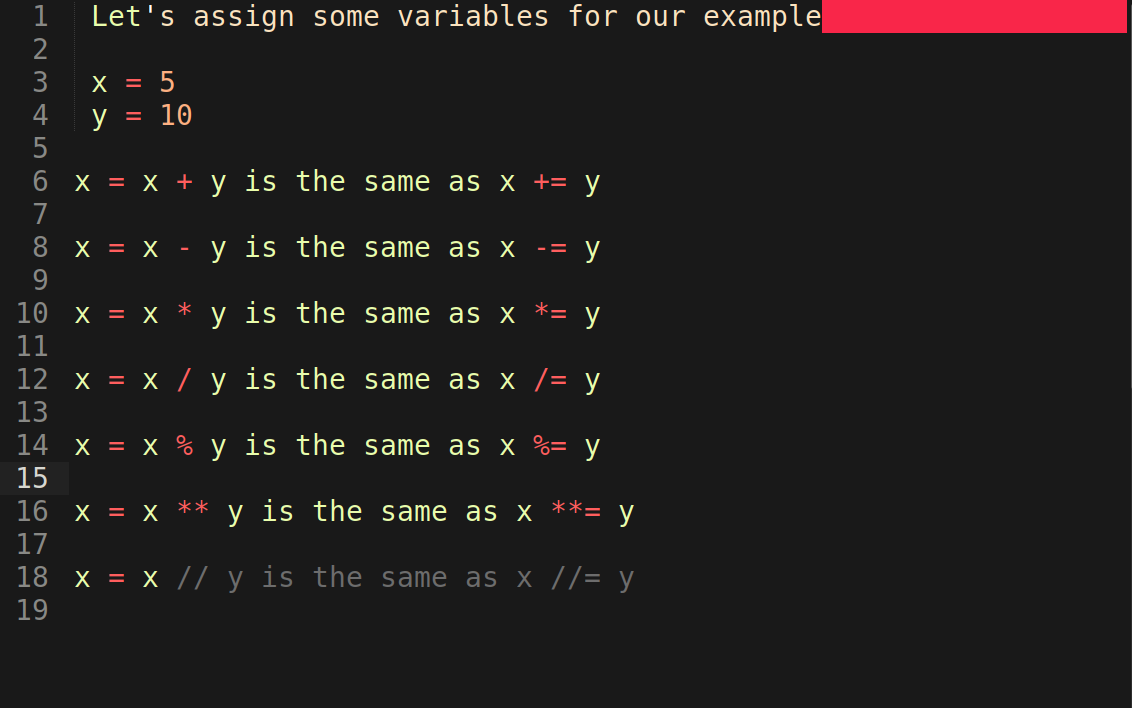 1 Let's assign some variables for our example
2
3 x = 5
4 y = 10
5
6 x = x + y is the same as x += y
7
8 x = x - y is the same as x -= y
9
10 x = x * y is the same as x *= y
11
12 x = x / y is the same as x /= y
13
14 x = x % y is the same as x %= y
15
16 x = x ** y is the same as x **= y
17
18 x = x // y is the same as x //= y
19